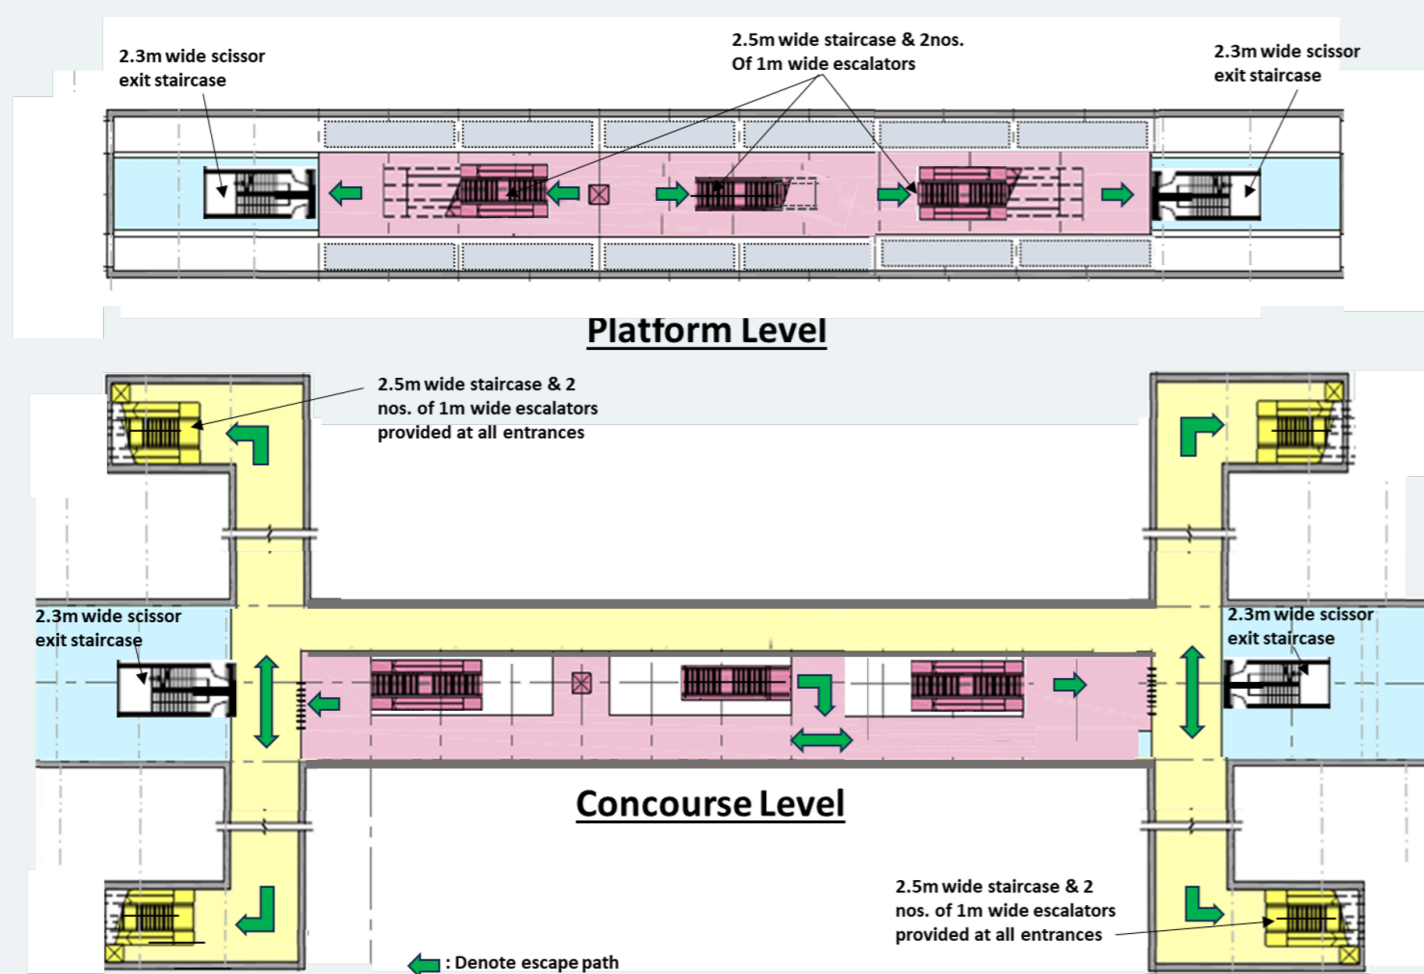 2.3m wide scissor
exit staircase
2.5m wide staircase & 2nos.
Of 1m wide escalators
2.3m wide scissor
exit staircase
Platform Level
2.5m wide staircase & 2
nos. of 1m wide escalators
provided at all entrances
2.3m wide scissor
exit staircase
2.3m wide scissor
exit staircase
Concourse Level
2.5m wide staircase & 2
nos. of 1m wide escalators
provided at all entrances
: Denote escape path